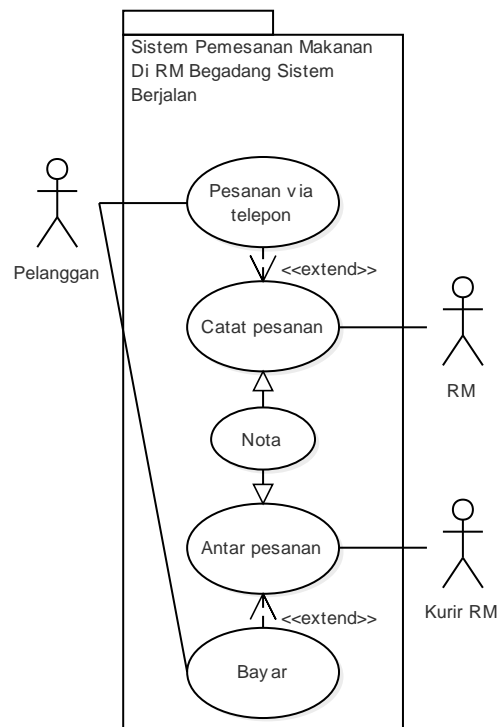 Sistem Pemesanan Makanan
Di RM Begadang Sistem
Berjalan
Pesanan via
telepon
Pelanggan
<<extend>>
Catat pesanan
RM
Nota
Antar pesanan
Kurir RM
<<extend>>
Bayar